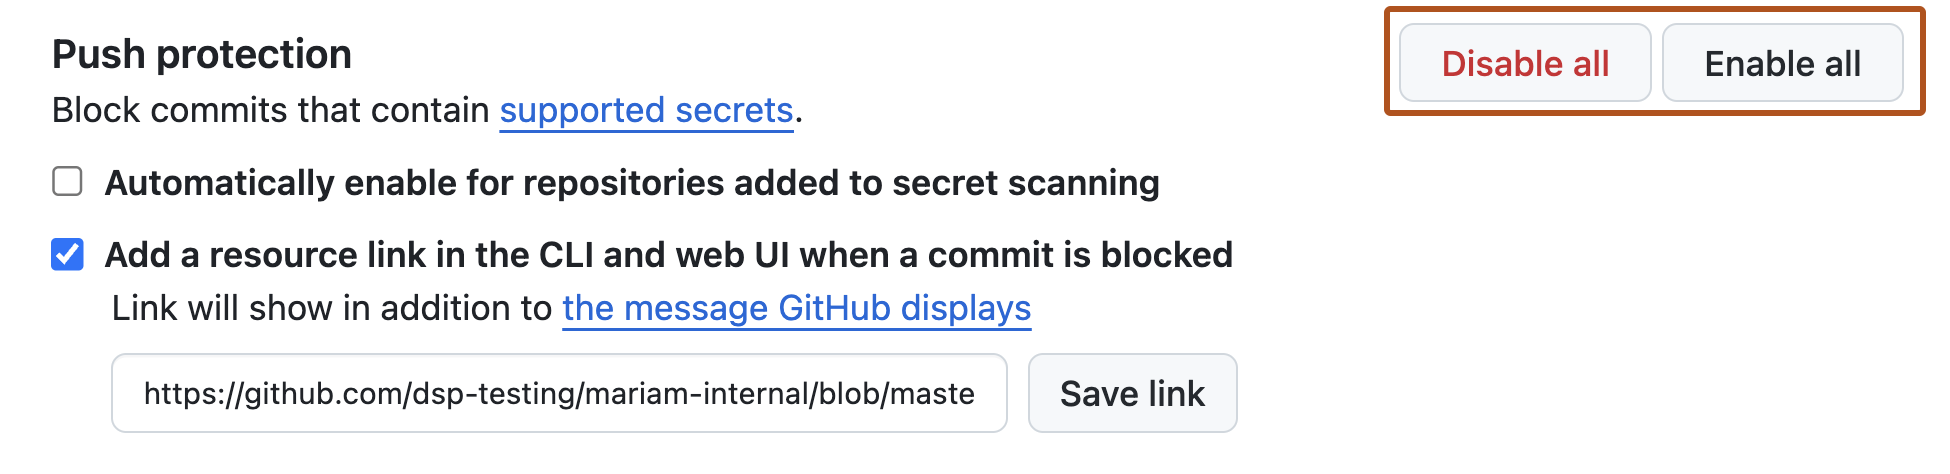 Push protection
Disable all
Enable all
Block commits that contain supported secrets.
Automatically enable for repositories added to secret scanning
Add a resource link in the CLI and web UI when a commit is blocked
Link will show in addition to the message GitHub displays
https://github.com/dsp-testing/mariam-internal/blob/maste
Save link